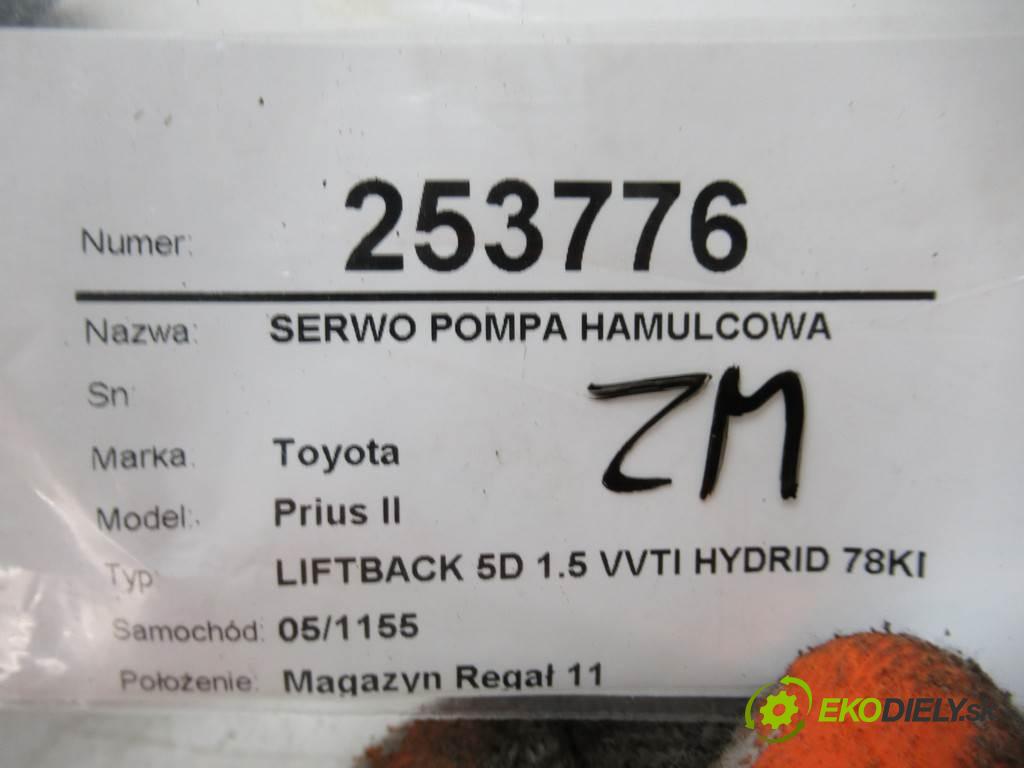 Numer: 253776
Nazwa: SERWO POMPA HAMULCOWA
Sn:
ZM
Marka: Toyota
Model: Prius II
Typ: LIFTBACK 5D 1.5 VVTI HYDRID 78KI
Samochód: 05/1155
Położenie: Magazyn Regał 11
EKODIELY.sk